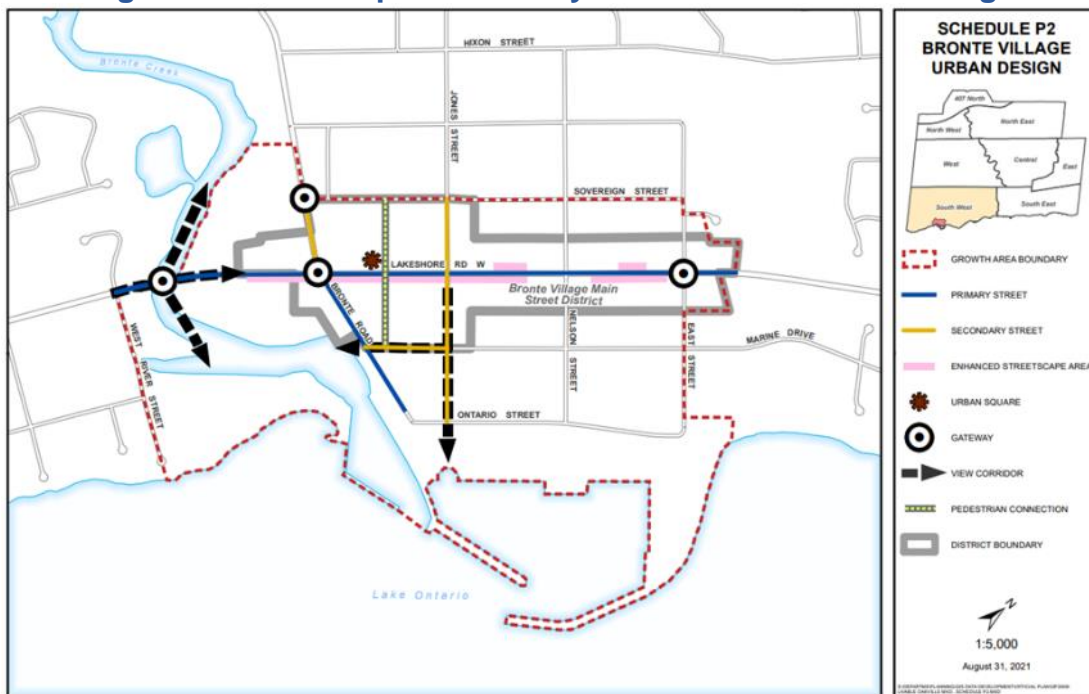 SCHEDULE P2
BRONTE VILLAGE
URBAN DESIGN
407 North
North West
North East
West
Central
East
South West
South East
GROWTH AREA BOUNDARY
PRIMARY STREET
SECONDARY STREET
ENHANCED STREETSCAPE AREA
URBAN SQUARE
GATEWAY
VIEW CORRIDOR
PEDESTRIAN CONNECTION
DISTRICT BOUNDARY
N
1:5,000
August 31, 2021
HIXON STREET
Bronte Creek
JONES STREET
SOVEREIGN STREET
LAKESHORE RD W
Bronte Village Main
Street District
BRONTE ROAD
NELSON STREET
EAST STREET
MARINE DRIVE
WEST RIVER STREET
ONTARIO STREET
Lake Ontario